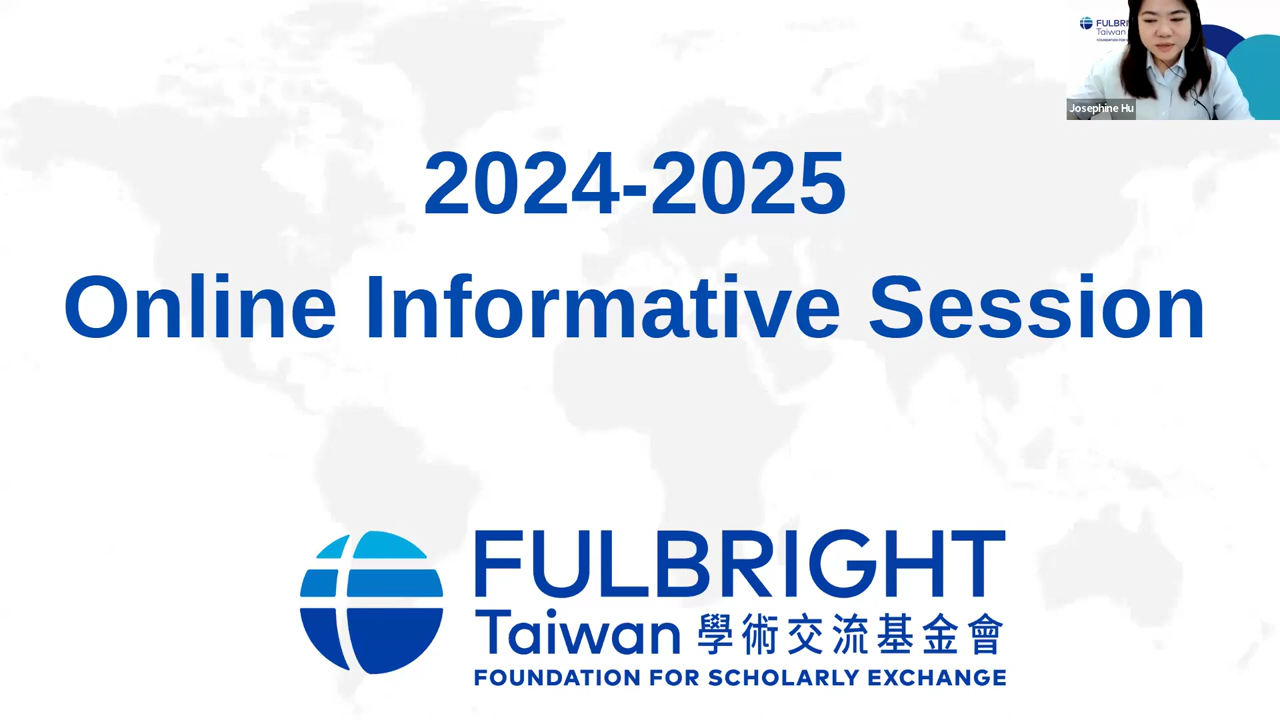 2024-2025
Online Informative Session
FULBRIGHT
Taiwan 學術交流基金會
FOUNDATION FOR SCHOLARLY EXCHANGE
Taiwan
Josephine Hu